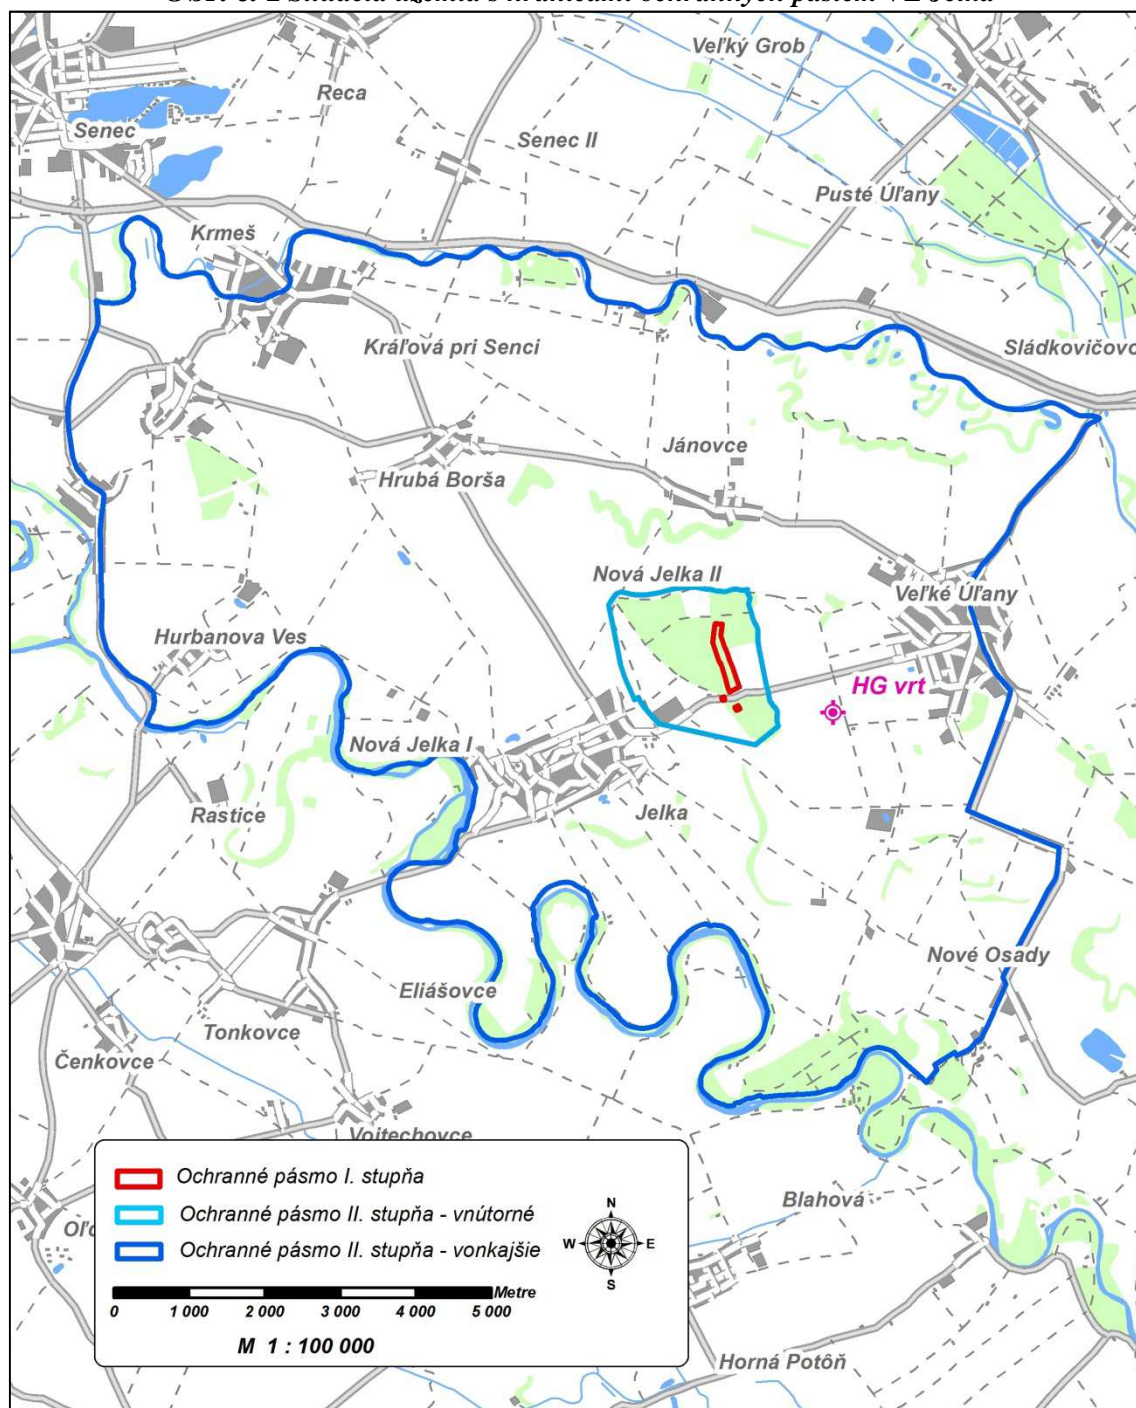 Veľký Grob
Reca
Senec
Senec II
Pusté Úľany
Krmeš
Kráľová pri Senci
Sládkovičovo
Jánovce
Hrubá Borša
Nová Jelka II
Veľké Úľany
Hurbanova Ves
HG vrt
Nová Jelka I
Rastice
Jelka
Nové Osady
Eliášovce
Tonkovce
Čenkovce
Vojtechovce
Blahová
Ochranné pásmo I. stupňa
Ochranné pásmo II. stupňa - vnútorné
Ochranné pásmo II. stupňa - vonkajšie
N
W E
S
Metre
0 1 000 2 000 3 000 4 000 5 000
M 1 : 100 000
Horná Potôň